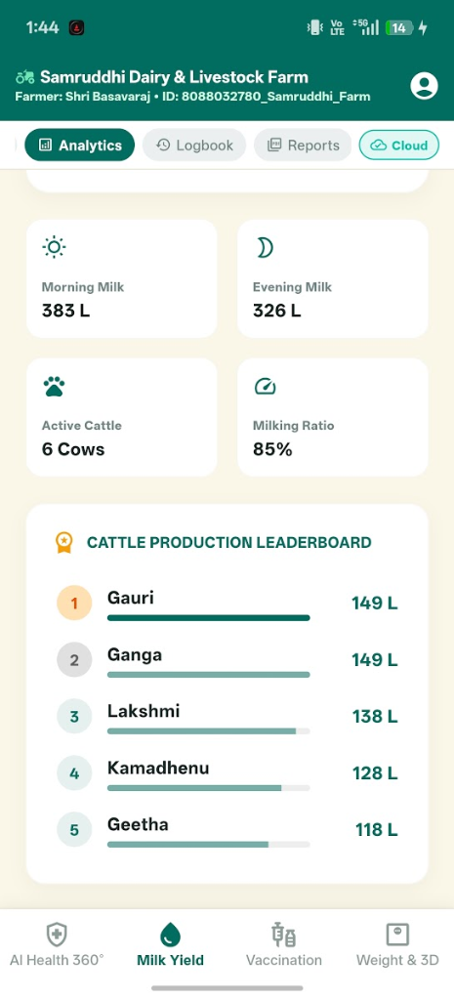 1:44
Vo
LTE
5G
14
Samruddhi Dairy & Livestock Farm
Farmer: Shri Basavaraj • ID: 8088032780_Samruddhi_Farm
Analytics
Logbook
Reports
Cloud
Morning Milk
383 L
Evening Milk
326 L
Active Cattle
6 Cows
Milking Ratio
85%
CATTLE PRODUCTION LEADERBOARD
1 Gauri 149 L
2 Ganga 149 L
3 Lakshmi 138 L
4 Kamadhenu 128 L
5 Geetha 118 L
AI Health 360°
Milk Yield
Vaccination
Weight & 3D